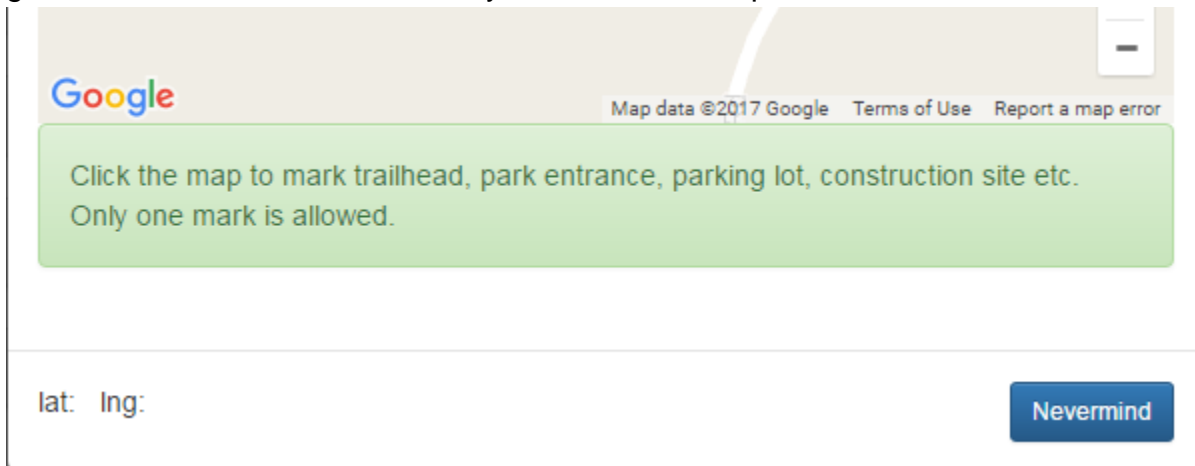 Google
Map data ©2017 Google Terms of Use Report a map error
Click the map to mark trailhead, park entrance, parking lot, construction site etc.
Only one mark is allowed.
lat: lng:
Nevermind